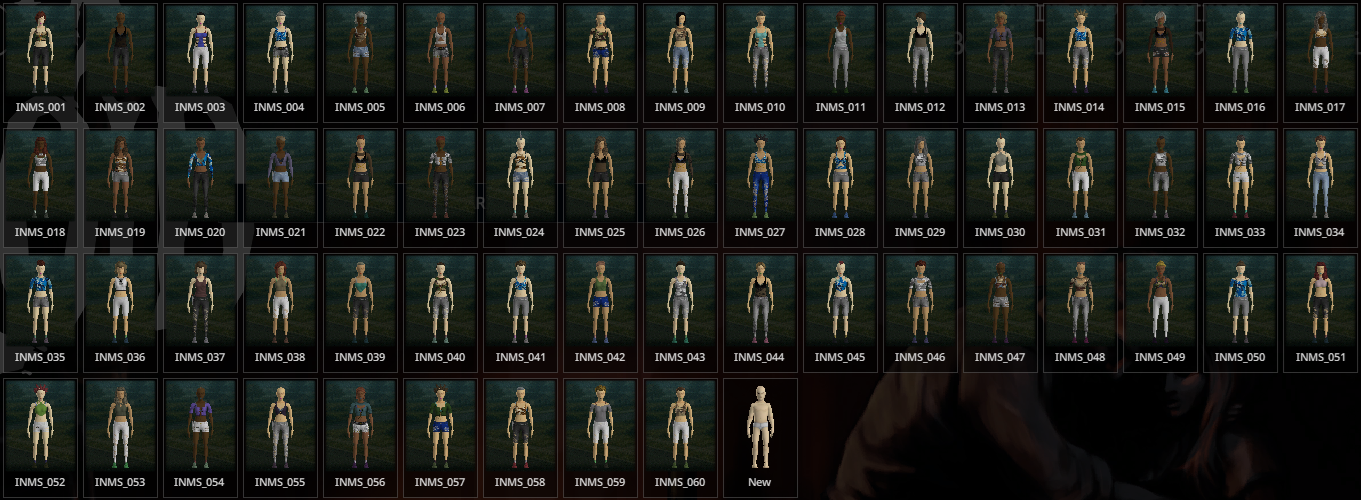 INMS_001 INMS_002 INMS_003 INMS_004 INMS_005 INMS_006 INMS_007 INMS_008 INMS_009 INMS_010 INMS_011 INMS_012 INMS_013 INMS_014 INMS_015 INMS_016 INMS_017
INMS_018 INMS_019 INMS_020 INMS_021 INMS_022 INMS_023 INMS_024 INMS_025 INMS_026 INMS_027 INMS_028 INMS_029 INMS_030 INMS_031 INMS_032 INMS_033 INMS_034
INMS_035 INMS_036 INMS_037 INMS_038 INMS_039 INMS_040 INMS_041 INMS_042 INMS_043 INMS_044 INMS_045 INMS_046 INMS_047 INMS_048 INMS_049 INMS_050 INMS_051
INMS_052 INMS_053 INMS_054 INMS_055 INMS_056 INMS_057 INMS_058 INMS_059 INMS_060 New